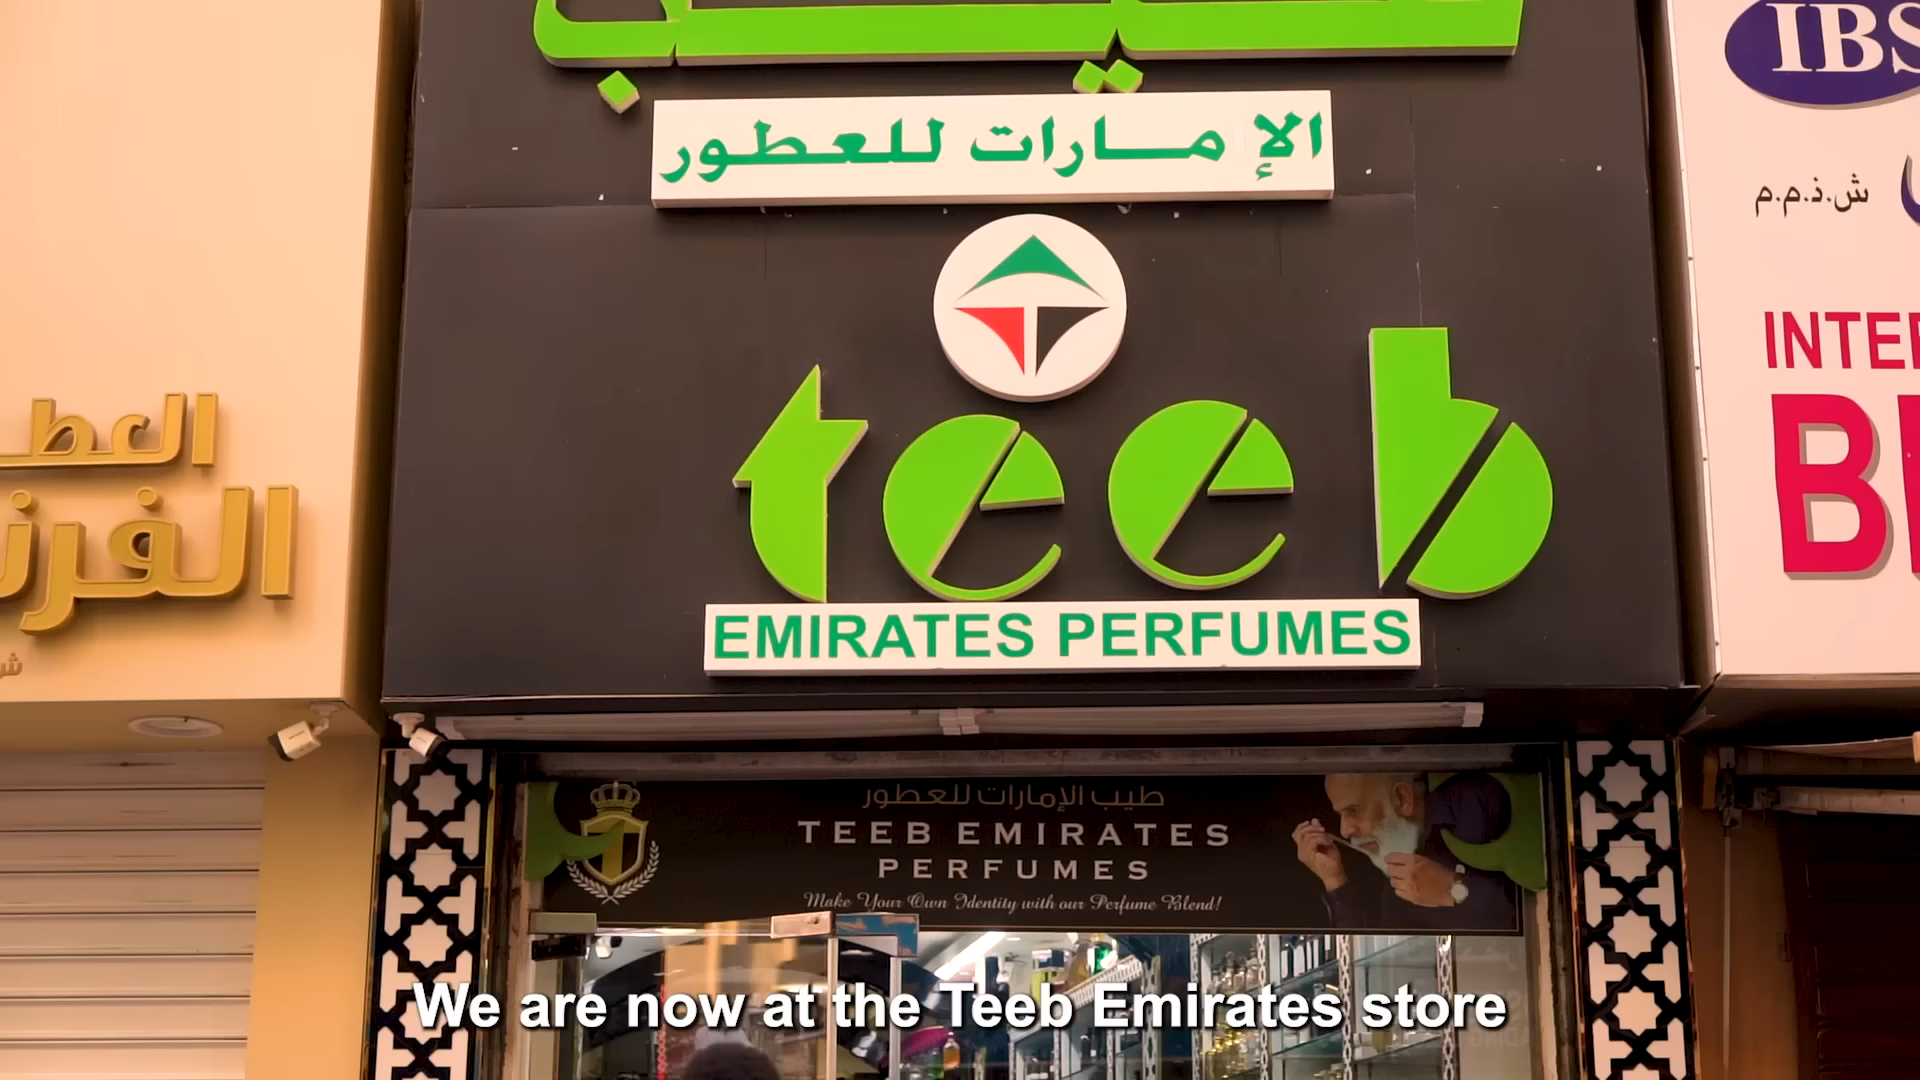 طيب
الإمارات للعطور
teeb
EMIRATES PERFUMES
طيب الإمارات للعطور
TEEB EMIRATES
PERFUMES
Make Your Own Identity with our Perfume Blend!
We are now at the Teeb Emirates store
IBS
ش.ذ.م.م